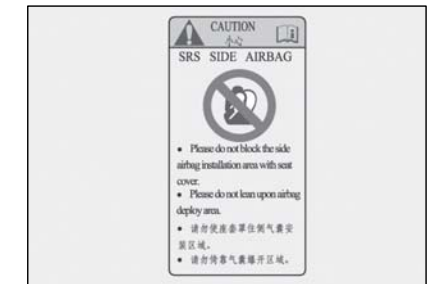 CAUTION
小心
SRS SIDE AIRBAG
• Please do not block the side
airbag installation area with seat
cover.
• Please do not lean upon airbag
deploy area.
• 请勿使座套罩住侧气囊安
装区域。
• 请勿倚靠气囊爆开区域。